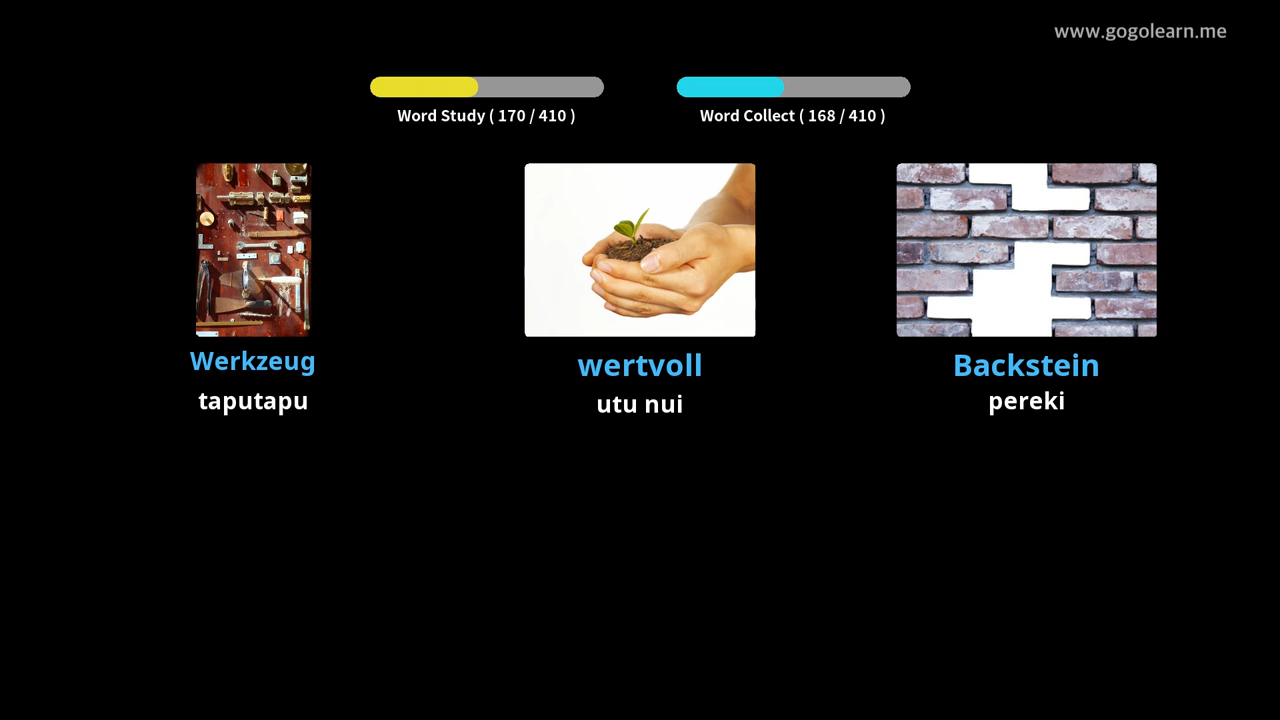 www.gogolearn.me
Word Study ( 170 / 410 )
Word Collect ( 168 / 410 )
Werkzeug
taputapu
wertvoll
utu nui
Backstein
pereki